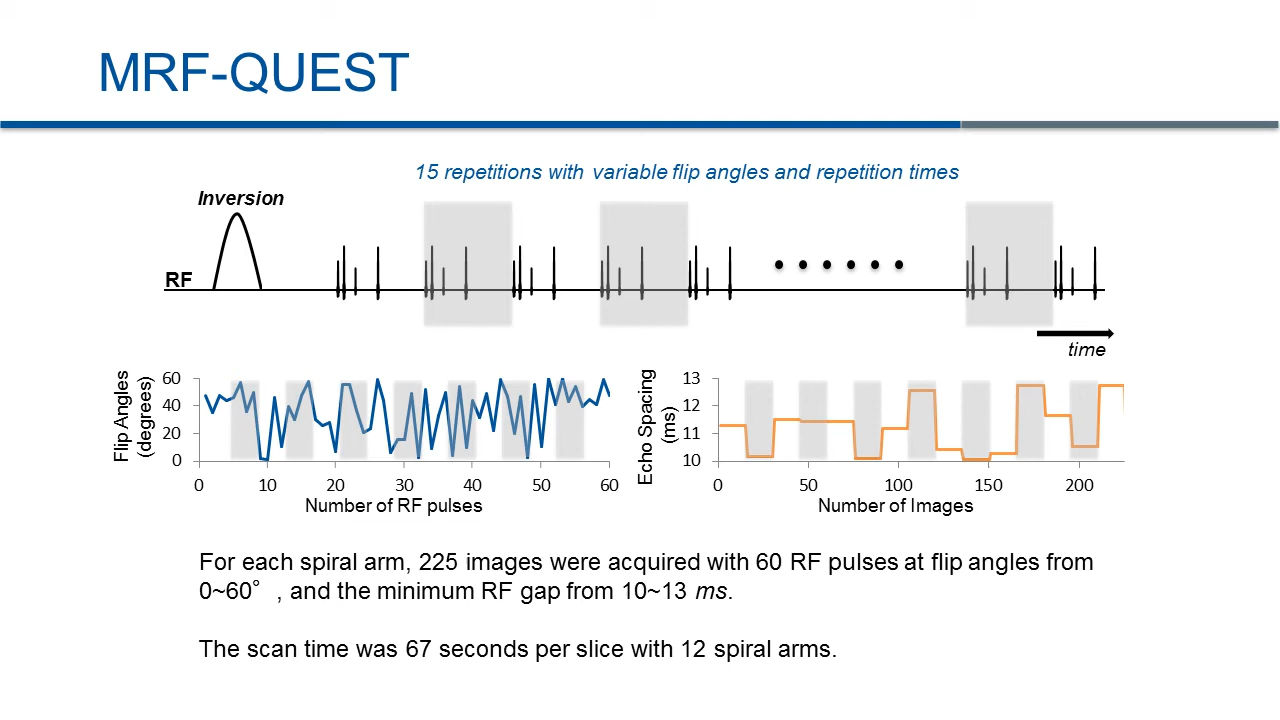 MRF-QUEST
15 repetitions with variable flip angles and repetition times
Inversion
RF
time
Flip Angles
(degrees)
60
40
20
0
0 10 20 30 40 50 60
Number of RF pulses
Echo Spacing
(ms)
13
12
11
10
0 50 100 150 200
Number of Images
For each spiral arm, 225 images were acquired with 60 RF pulses at flip angles from
0~60° , and the minimum RF gap from 10~13 ms.
The scan time was 67 seconds per slice with 12 spiral arms.